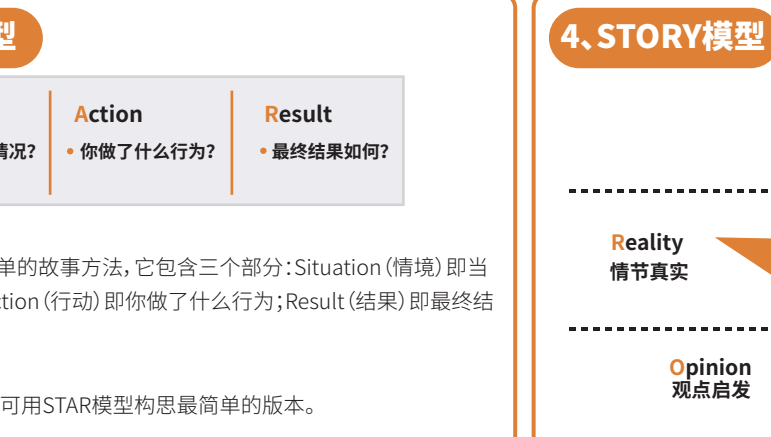 型
Action
Result
情况?
• 你做了什么行为?
• 最终结果如何?
单的故事方法,它包含三个部分:Situation(情境)即当
ction(行动)即你做了什么行为;Result(结果)即最终结
可用STAR模型构思最简单的版本。
4、STORY模型
Reality
情节真实
Opinion
观点启发